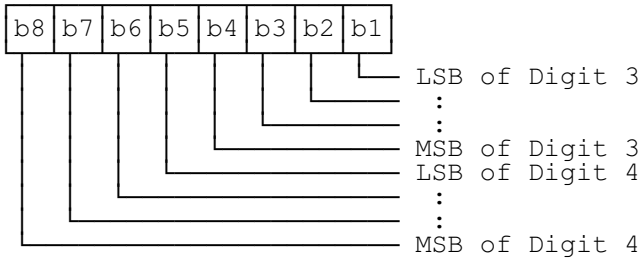 b8 b7 b6 b5 b4 b3 b2 b1
LSB of Digit 3
:
:
MSB of Digit 3
LSB of Digit 4
:
:
MSB of Digit 4